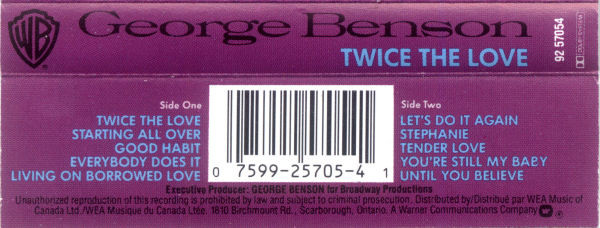 WB
George Benson
TWICE THE LOVE
92 57054
DOLBY SYSTEM
Side One
TWICE THE LOVE
STARTING ALL OVER
GOOD HABIT
EVERYBODY DOES IT
LIVING ON BORROWED LOVE
0 7599-25705-4 1
Side Two
LET'S DO IT AGAIN
STEPHANIE
TENDER LOVE
YOU'RE STILL MY BABY
UNTIL YOU BELIEVE
Executive Producer: GEORGE BENSON for Broadway Productions
Unauthorized reproduction of this recording is prohibited by law and subject to criminal prosecution. Distributed by/Distribué par WEA Music of
Canada Ltd./WEA Musique du Canada Ltée. 1810 Birchmount Rd., Scarborough, Ontario. A Warner Communications Company ®